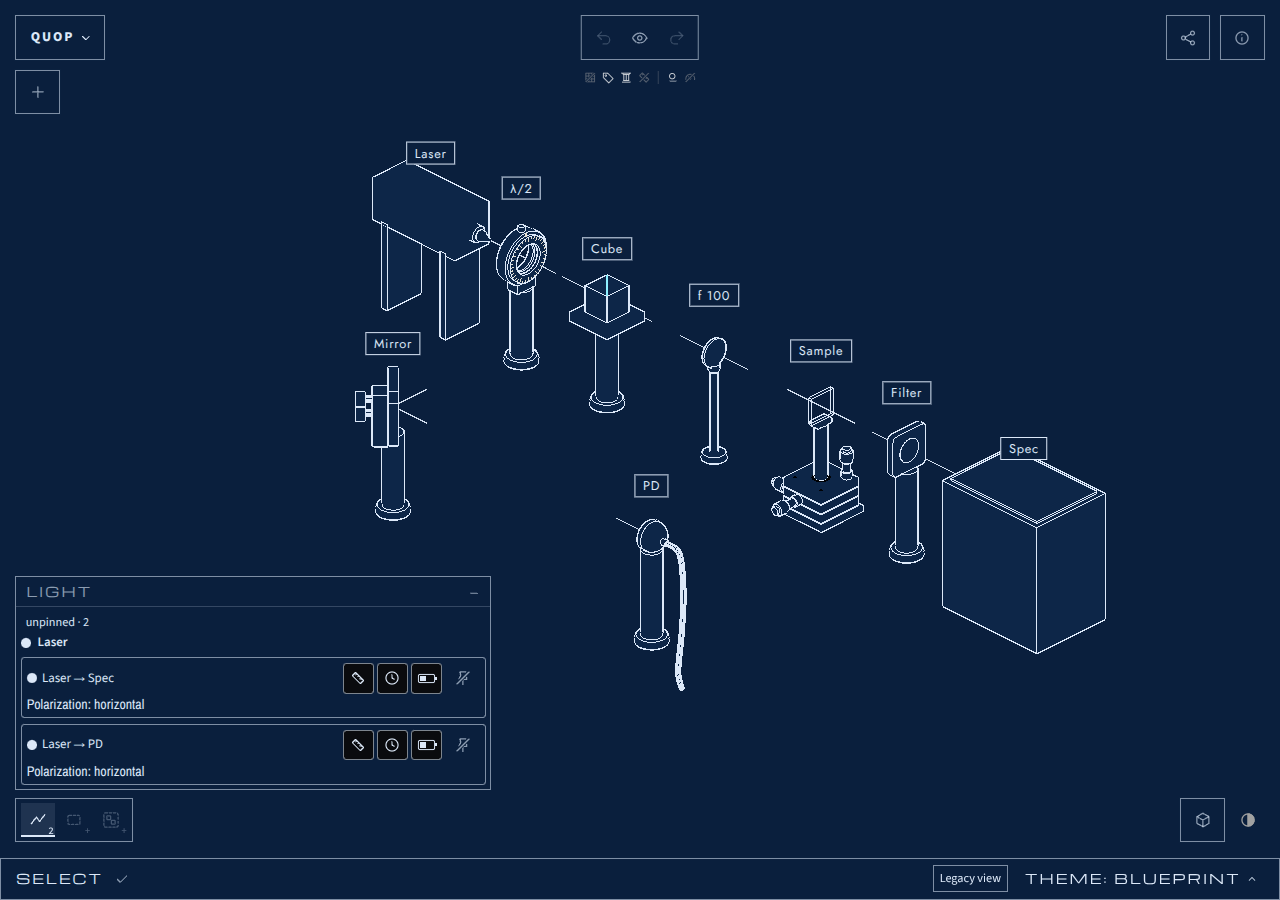 QUOP
Laser
λ/2
Cube
f 100
Mirror
Sample
Filter
Spec
PD
LIGHT
unpinned · 2
Laser
Laser → Spec
Polarization: horizontal
Laser → PD
Polarization: horizontal
2
SELECT
Legacy view
THEME: BLUEPRINT